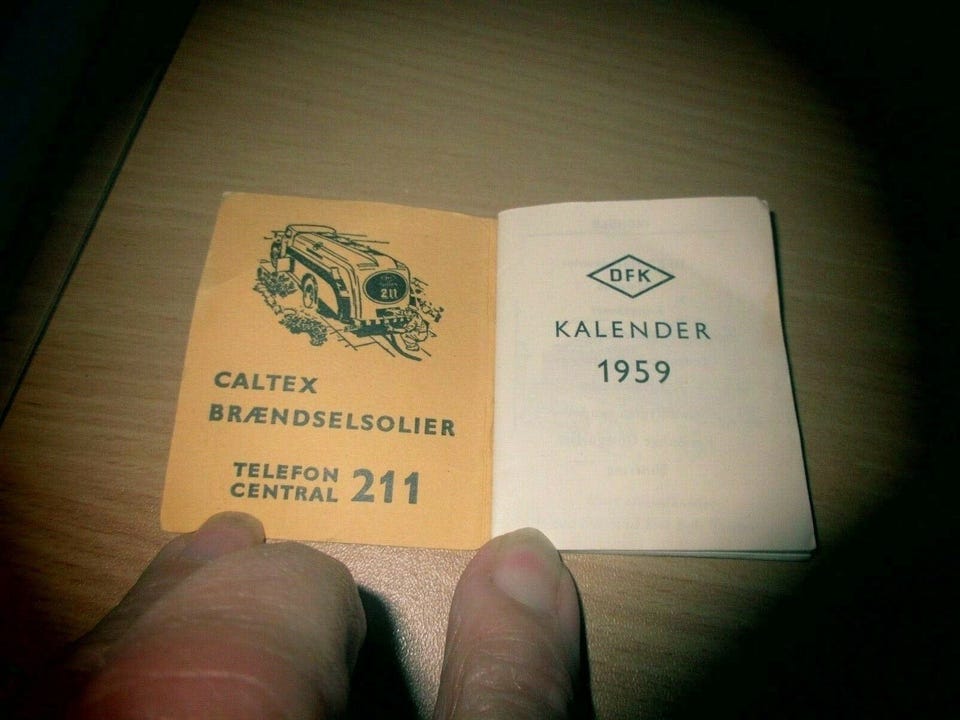 211
CALTEX
BRÆNDSELSOLIER
TELEFON
CENTRAL 211
DFK
KALENDER
1959